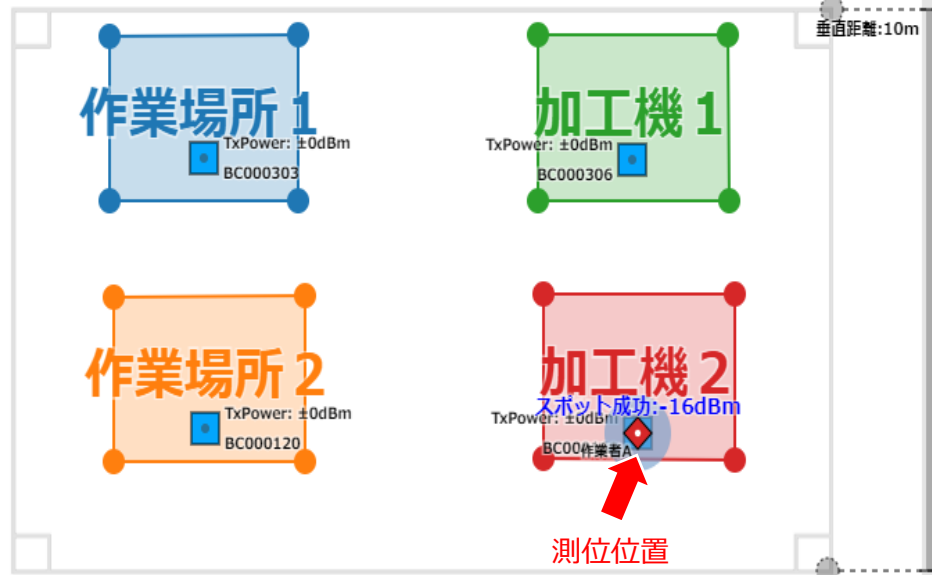 垂直距離:10m
作業場所1
TxPower: ±0dBm
BC000303
加工機1
TxPower: ±0dBm
BC000306
作業場所2
TxPower: ±0dBm
BC000120
加工機2
スポット成功:-16dBm
TxPower: ±0dBm
作業者A
測位位置